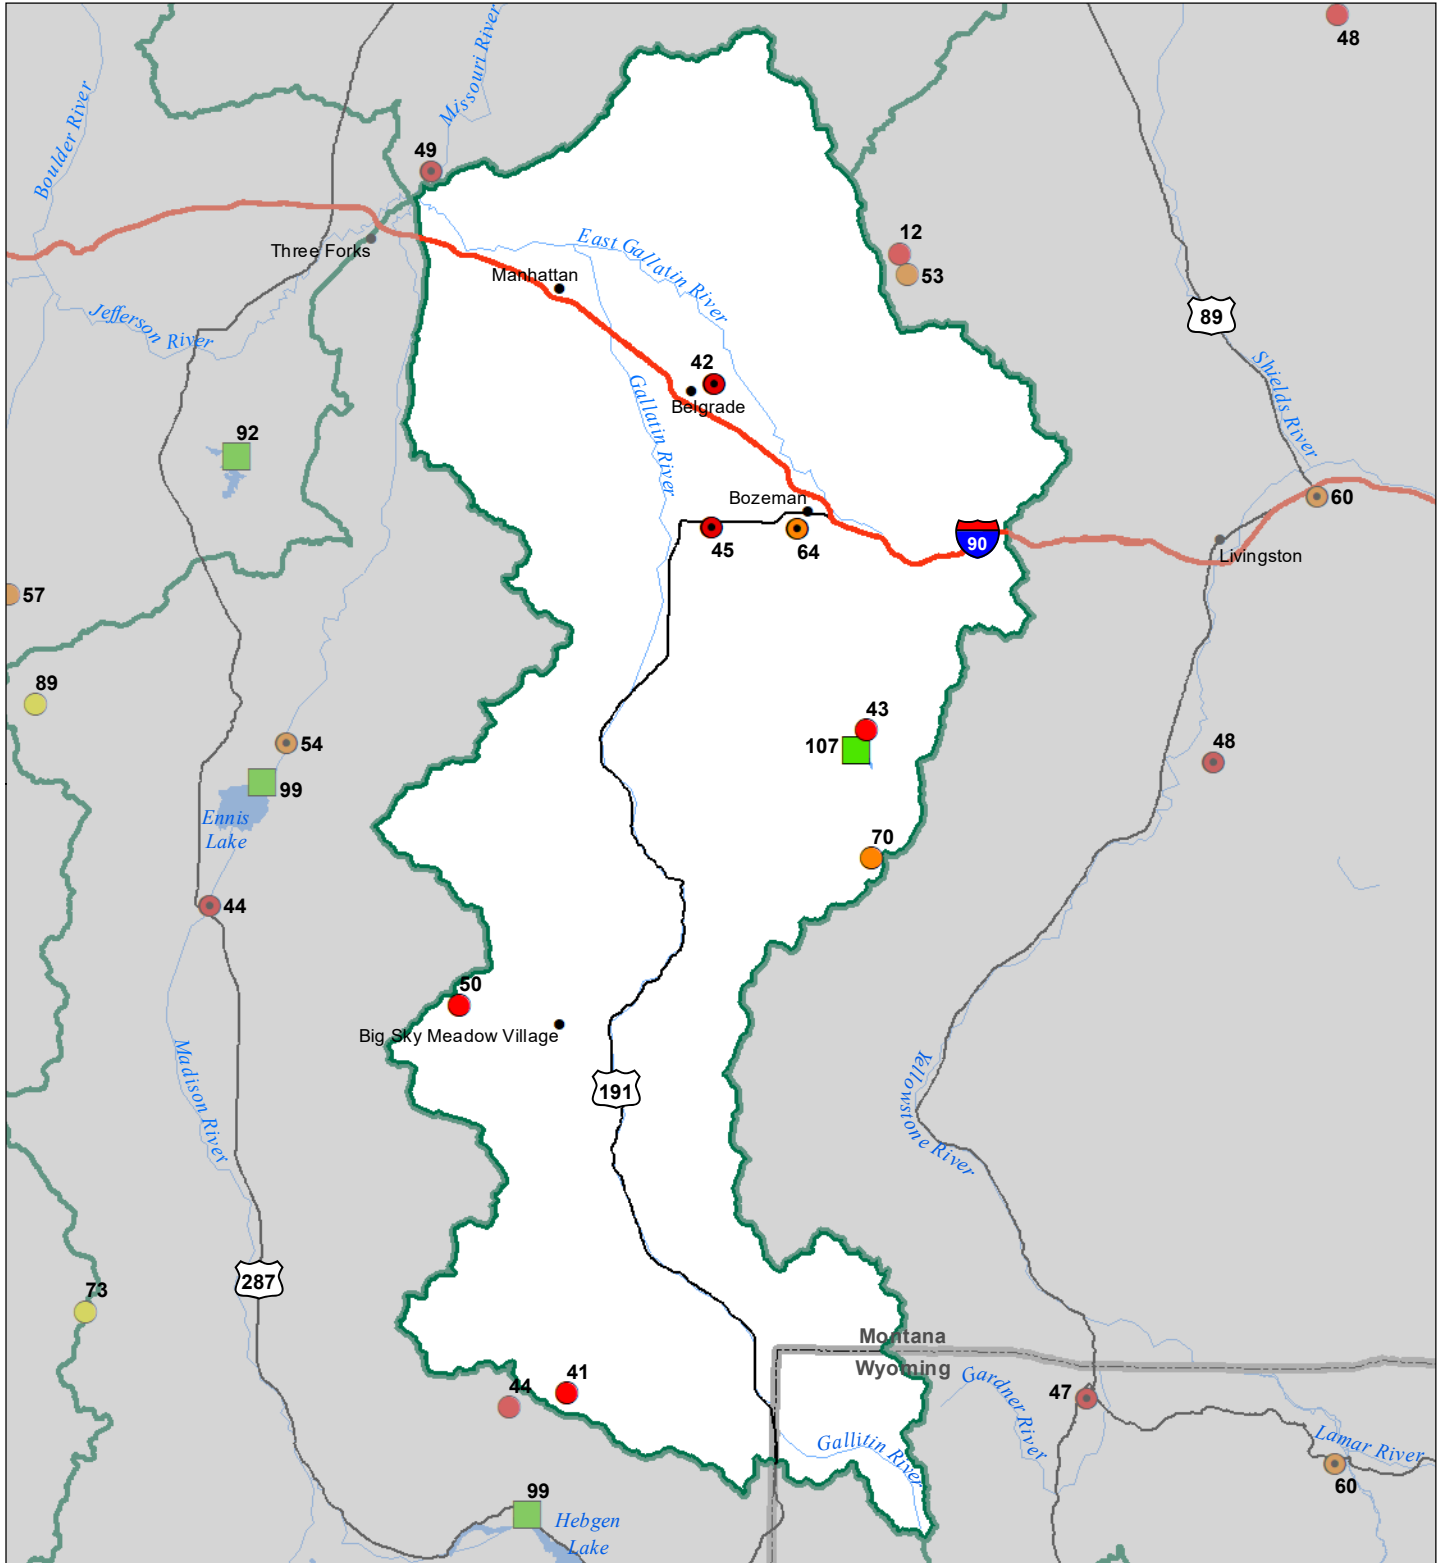 48
Missouri River
Boulder River
49
12
53
East Gallatin River
Three Forks
Manhattan
89
Jefferson River
Shields River
42
Belgrade
Gallatin River
92
Bozeman
60
45
64
90
Livingston
57
89
43
107
54
48
99
Ennis
Lake
70
44
50
Big Sky Meadow Village
Madison River
191
Yellowstone River
287
73
Montana
Wyoming
Gardner River
41
44
47
Gallitin River
Lamar River
60
99
Hebgen
Lake